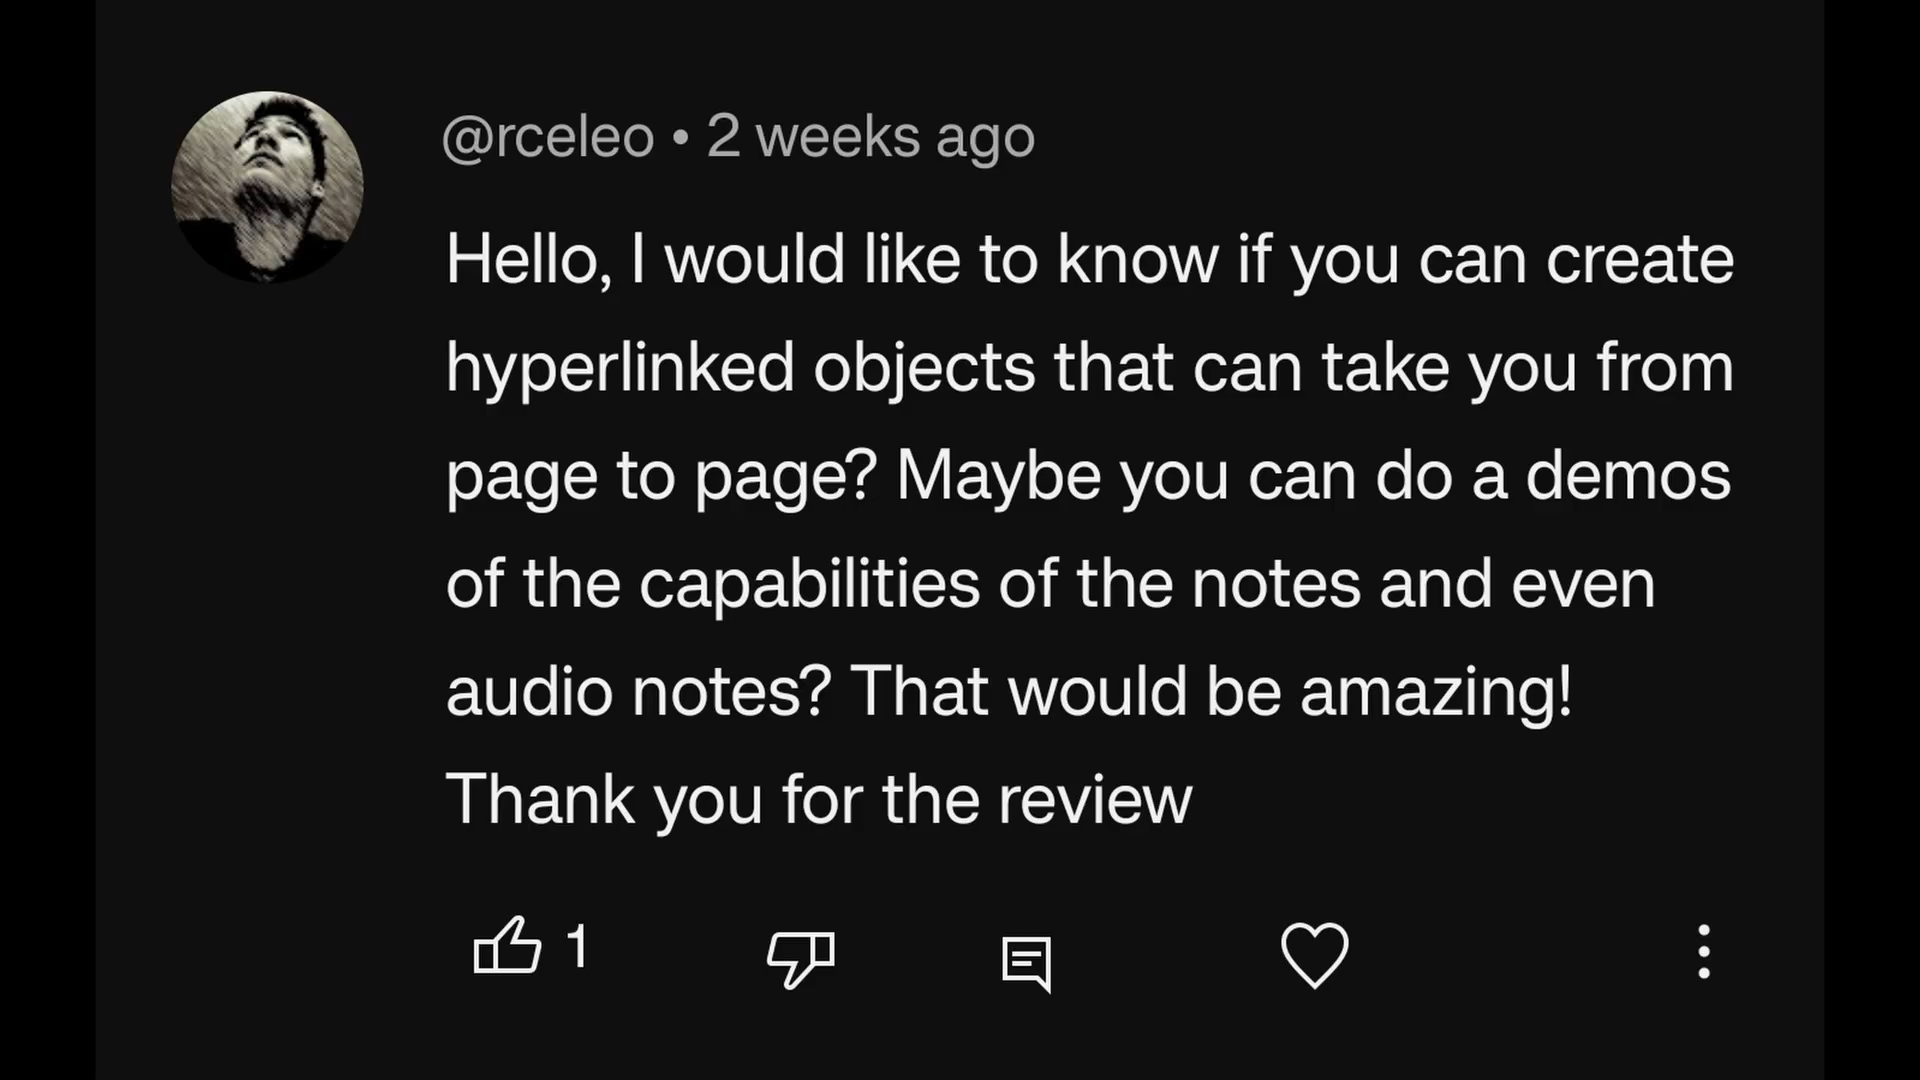 @rceleo • 2 weeks ago
Hello, I would like to know if you can create
hyperlinked objects that can take you from
page to page? Maybe you can do a demos
of the capabilities of the notes and even
audio notes? That would be amazing!
Thank you for the review
1